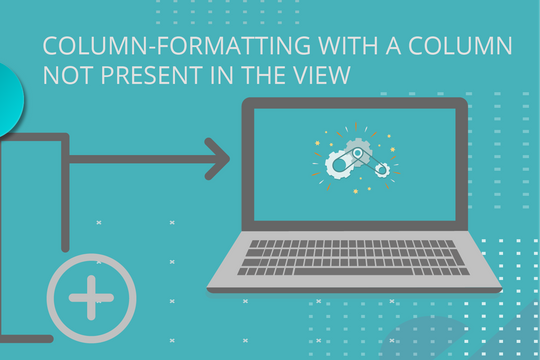 COLUMN-FORMATTING WITH A COLUMN
NOT PRESENT IN THE VIEW